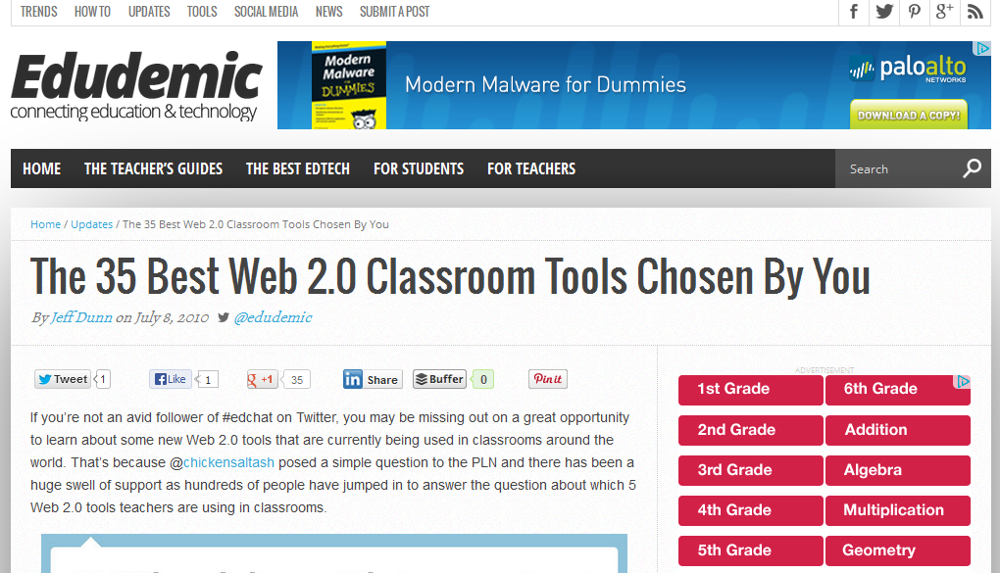 TRENDS HOW TO UPDATES TOOLS SOCIAL MEDIA NEWS SUBMIT A POST
Edudemic
connecting education & technology
Modern
Malware
FOR
DUMMIES
Modern Malware for Dummies
paloalto
NETWORKS
DOWNLOAD A COPY!
HOME THE TEACHER'S GUIDES THE BEST EDTECH FOR STUDENTS FOR TEACHERS Search
Home / Updates / The 35 Best Web 2.0 Classroom Tools Chosen By You
The 35 Best Web 2.0 Classroom Tools Chosen By You
By Jeff Dunn on July 8, 2010 @edudemic
Tweet 1 Like 1 g +1 35 in Share Buffer 0 Pin it
If you're not an avid follower of #edchat on Twitter, you may be missing out on a great opportunity
to learn about some new Web 2.0 tools that are currently being used in classrooms around the
world. That's because @chickensaltash posed a simple question to the PLN and there has been a
huge swell of support as hundreds of people have jumped in to answer the question about which 5
Web 2.0 tools teachers are using in classrooms.
ADVERTISEMENT
1st Grade 6th Grade
2nd Grade Addition
3rd Grade Algebra
4th Grade Multiplication
5th Grade Geometry